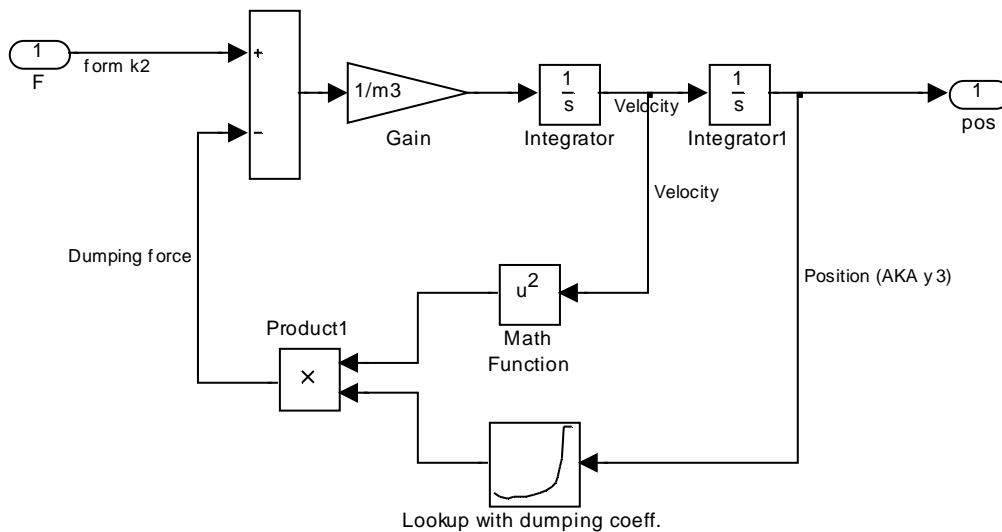 1
F
form k2
+
−
1/m3
Gain
1
s
Integrator
Velocity
1
s
Integrator1
1
pos
Velocity
Dumping force
Position (AKA y3)
u²
Math
Function
Product1
×
Lookup with dumping coeff.